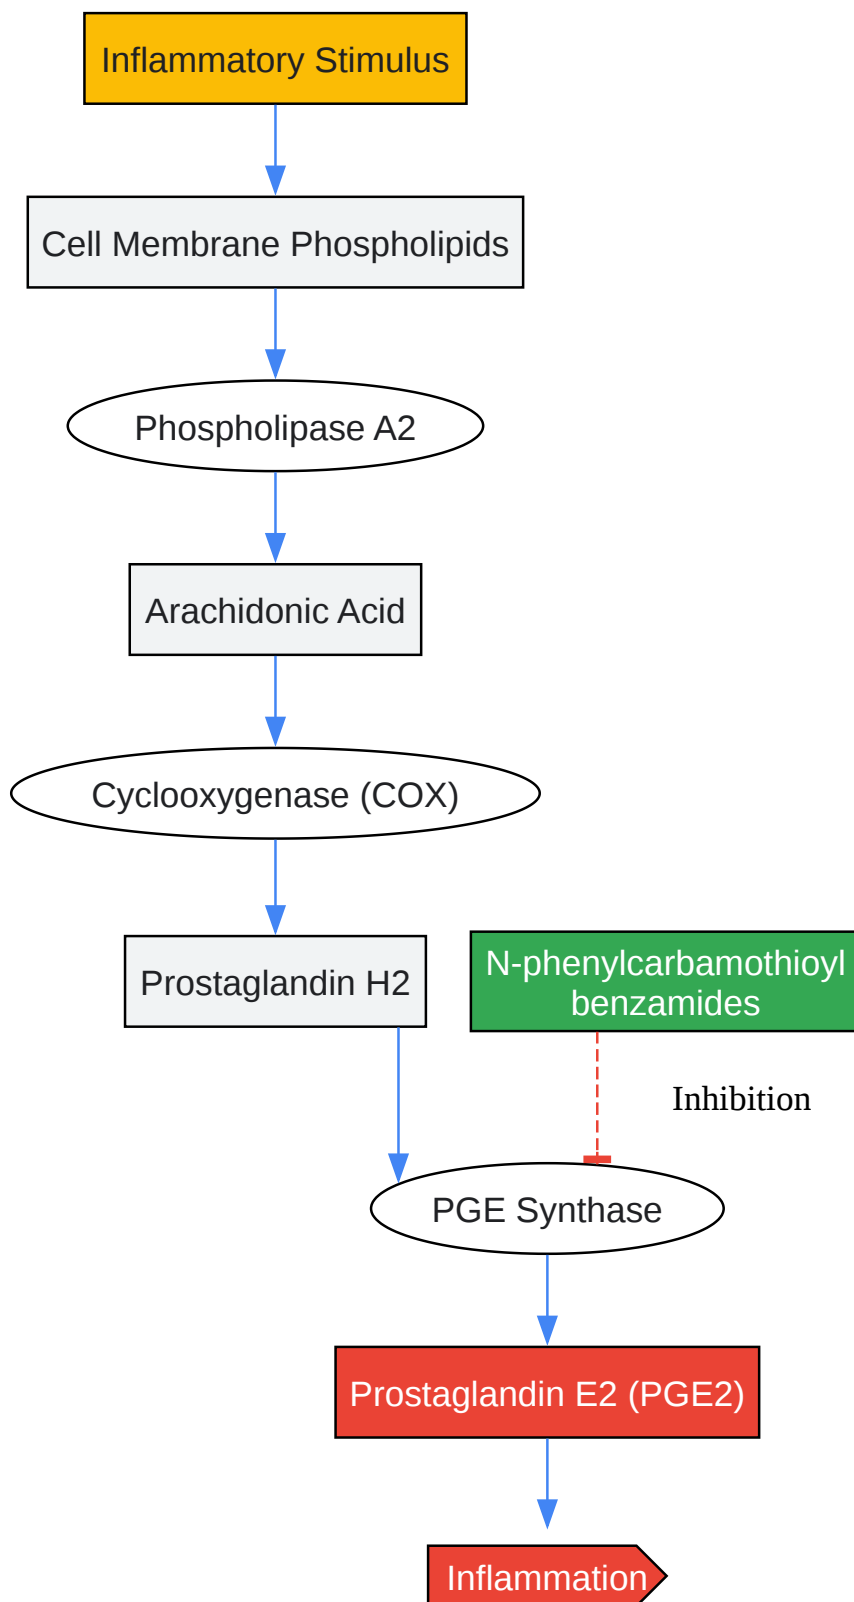 Inflammatory Stimulus
Cell Membrane Phospholipids
Phospholipase A2
Arachidonic Acid
Cyclooxygenase (COX)
Prostaglandin H2
N-phenylcarbamothioyl
benzamides
Inhibition
PGE Synthase
Prostaglandin E2 (PGE2)
Inflammation